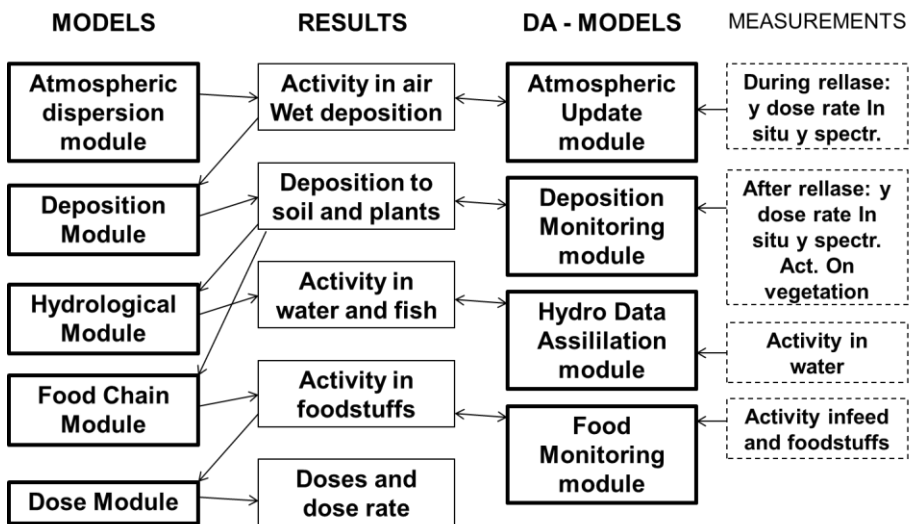 MODELS
RESULTS
DA - MODELS
MEASUREMENTS
Atmospheric
dispersion
module
Deposition
Module
Hydrological
Module
Food Chain
Module
Dose Module
Activity in air
Wet deposition
Deposition to
soil and plants
Activity in
water and fish
Activity in
foodstuffs
Doses and
dose rate
Atmospheric
Update
module
Deposition
Monitoring
module
Hydro Data
Assililation
module
Food
Monitoring
module
During rellase:
y dose rate In
situ y spectr.
After rellase: y
dose rate In
situ y spectr.
Act. On
vegetation
Activity in
water
Activity infeed
and foodstuffs